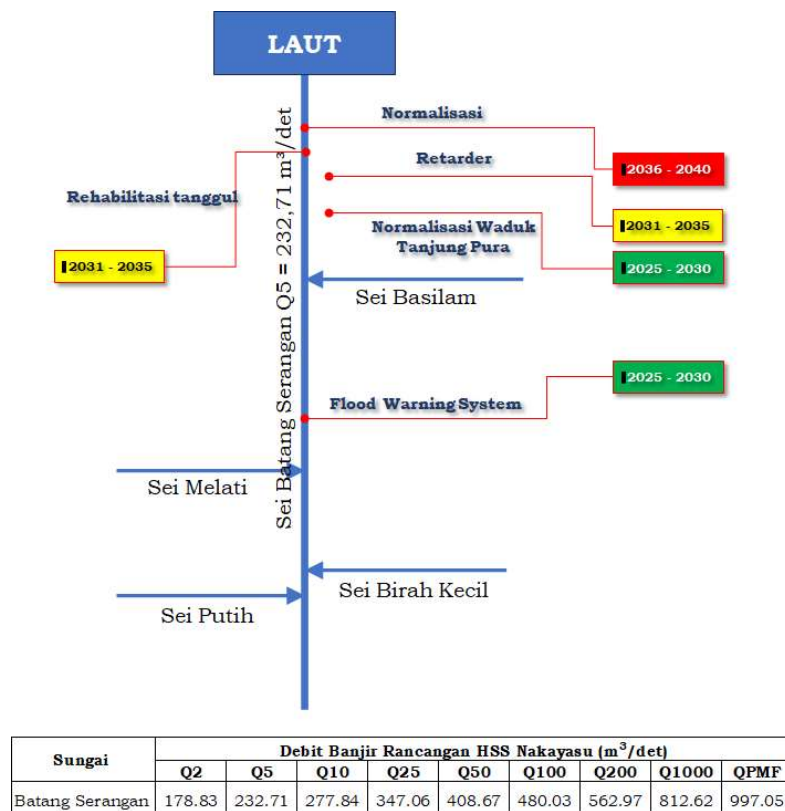 LAUT
Normalisasi
2036 - 2040
Retarder
Rehabilitasi tanggul
2031 - 2035
Normalisasi Waduk
Tanjung Pura
2031 - 2035
2025 - 2030
Sei Basilam
Sei Batang Serangan Q5 = 232,71 m³/det
2025 - 2030
Flood Warning System
Sei Melati
Sei Birah Kecil
Sei Putih
Sungai Debit Banjir Rancangan HSS Nakayasu (m³/det)
Q2 Q5 Q10 Q25 Q50 Q100 Q200 Q1000 QPMF
Batang Serangan 178.83 232.71 277.84 347.06 408.67 480.03 562.97 812.62 997.05